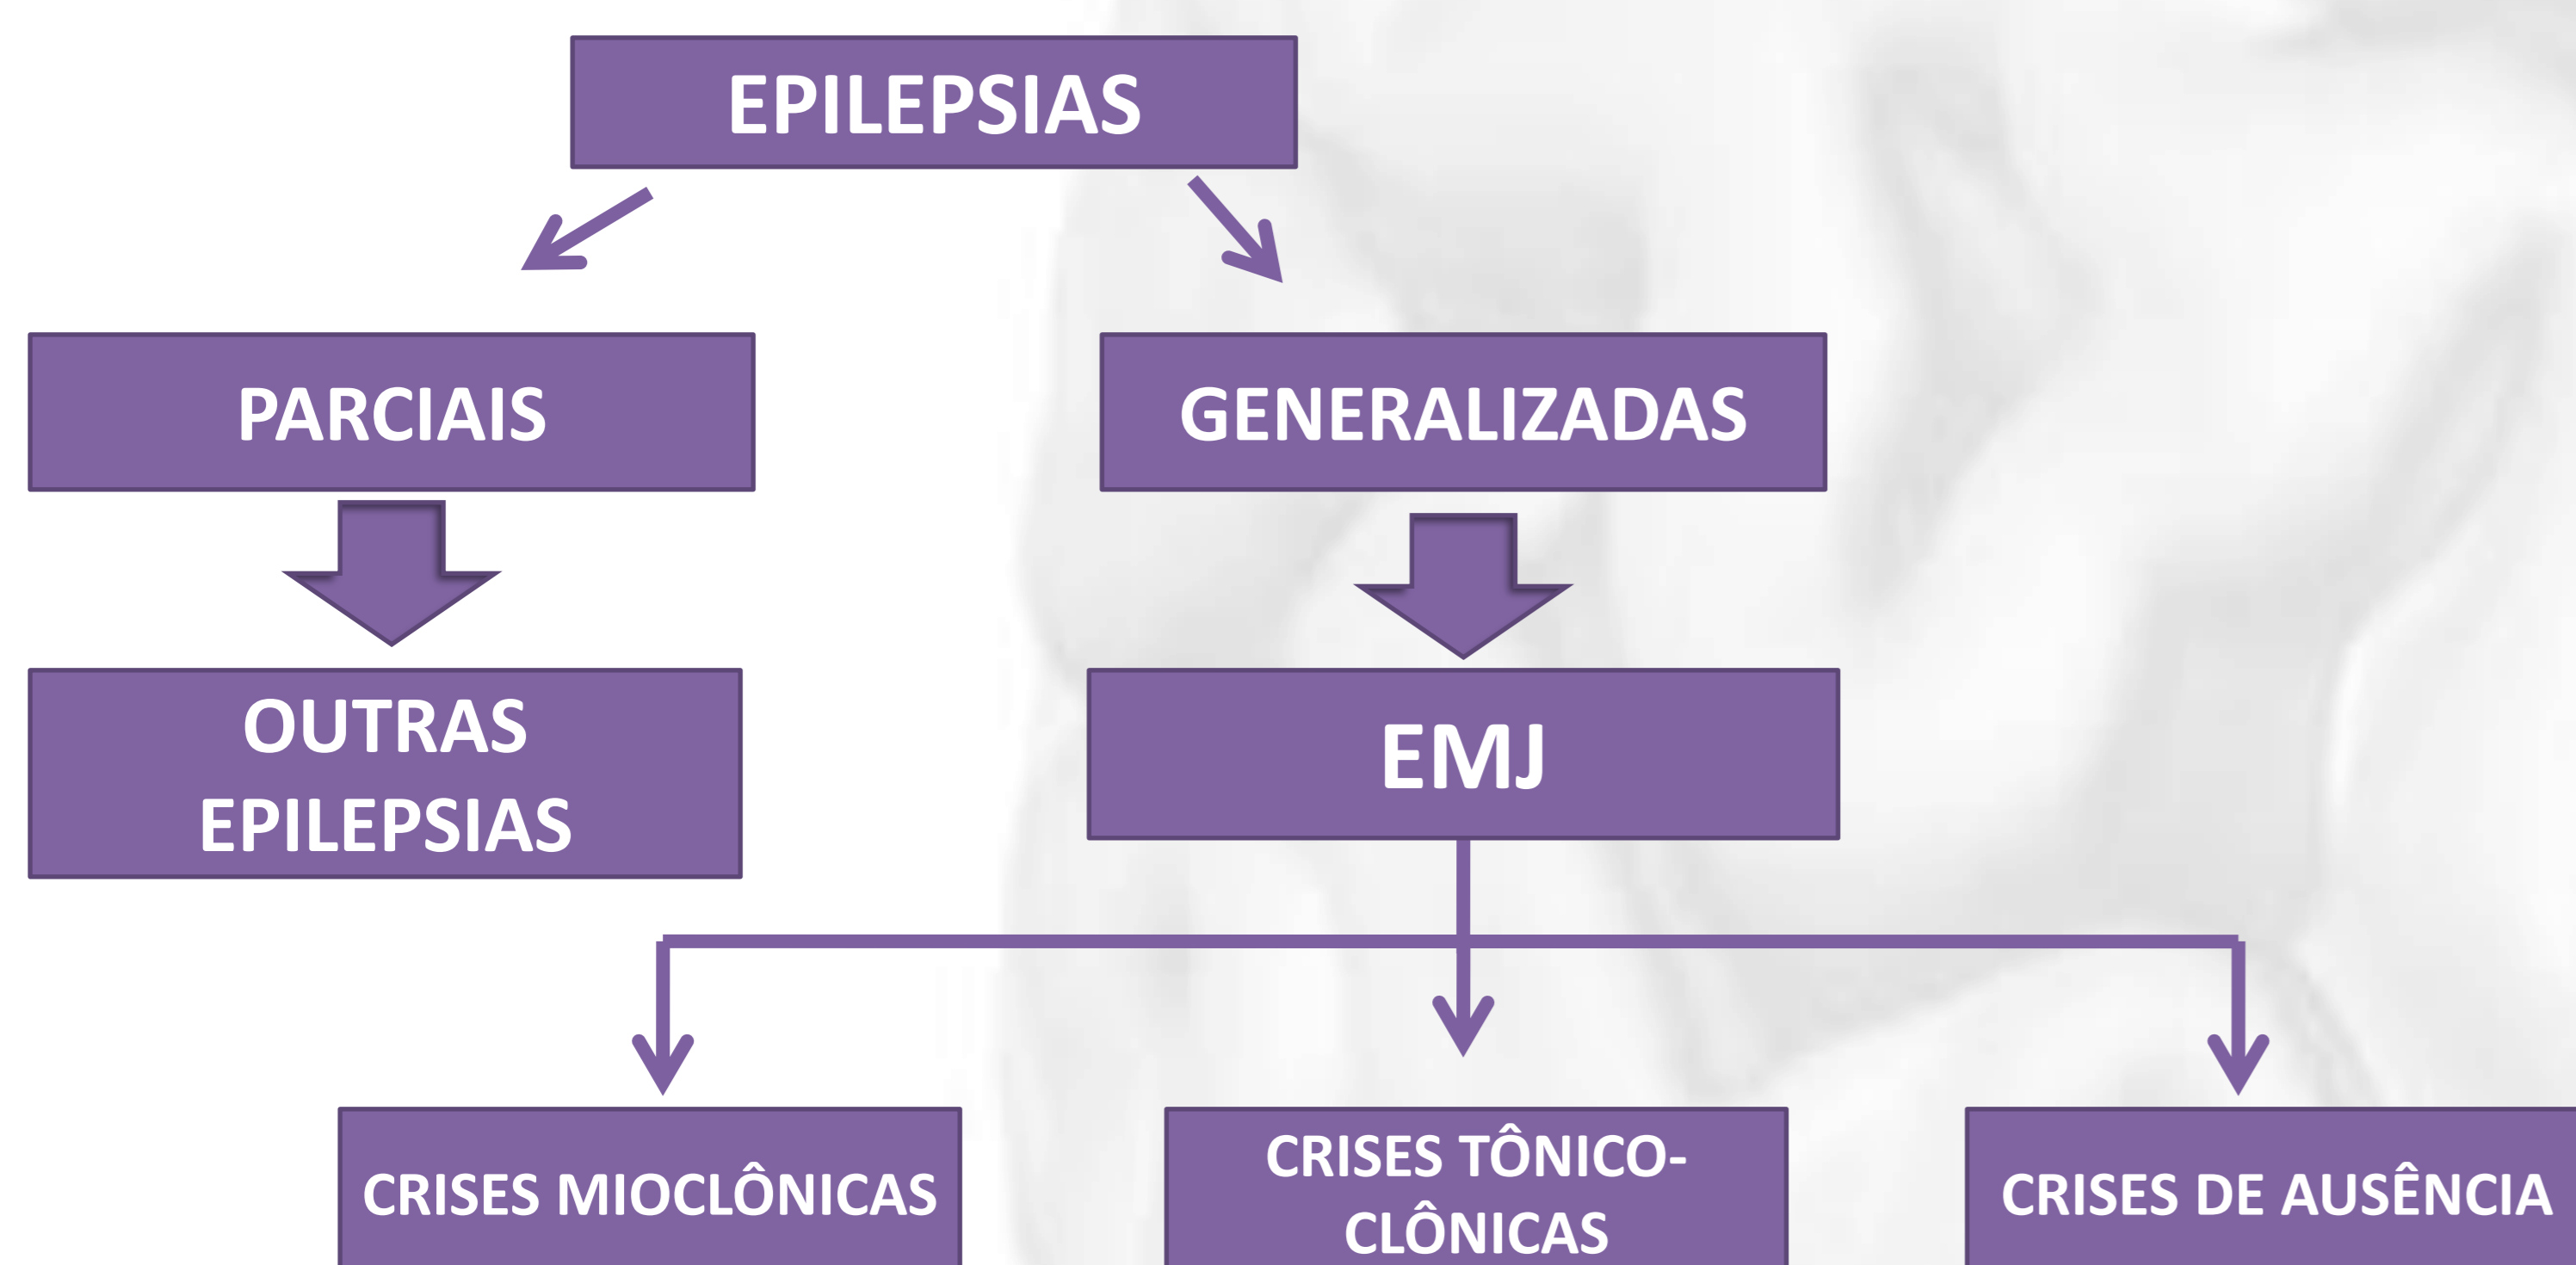 EPILEPSIAS
PARCIAIS
GENERALIZADAS
OUTRAS
EPILEPSIAS
EMJ
CRISES MIOCLÔNICAS
CRISES TÔNICO-
CLÔNICAS
CRISES DE AUSÊNCIA